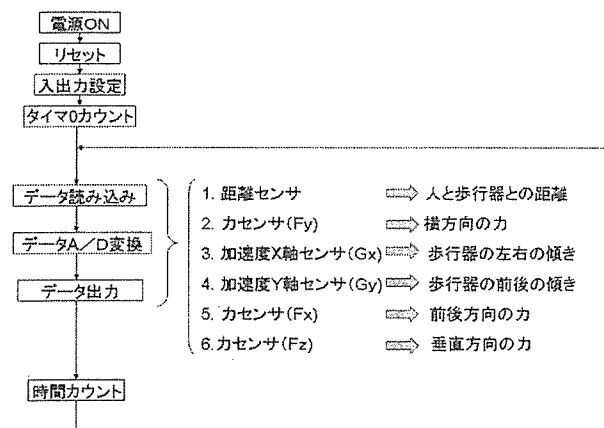 電源ON
リセット
入出力設定
タイマ0カウント
データ読み込み
データA/D変換
データ出力
時間カウント
1. 距離センサ 人と歩行器との距離
2. 力センサ(Fy) 横方向の力
3. 加速度X軸センサ(Gx) 歩行器の左右の傾き
4. 加速度Y軸センサ(Gy) 歩行器の前後の傾き
5. 力センサ(Fx) 前後方向の力
6. 力センサ(Fz) 垂直方向の力